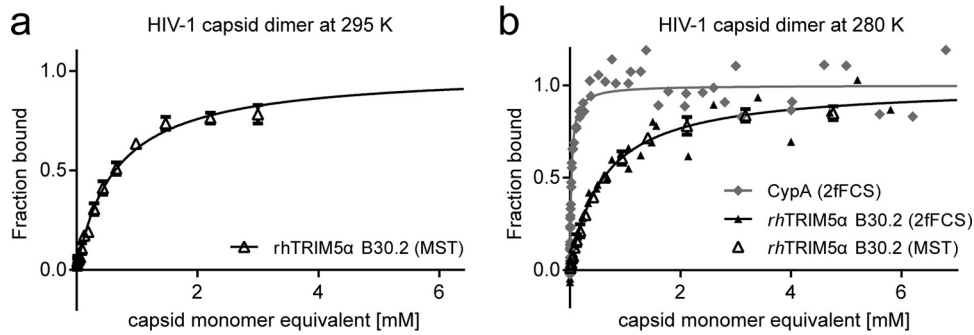 a
HIV-1 capsid dimer at 295 K
Fraction bound
1.0
0.5
0.0
2
4
6
rhTRIM5α B30.2 (MST)
capsid monomer equivalent [mM]
b
HIV-1 capsid dimer at 280 K
Fraction bound
1.0
0.5
0.0
2
4
6
CypA (2fFCS)
rhTRIM5α B30.2 (2fFCS)
rhTRIM5α B30.2 (MST)
capsid monomer equivalent [mM]